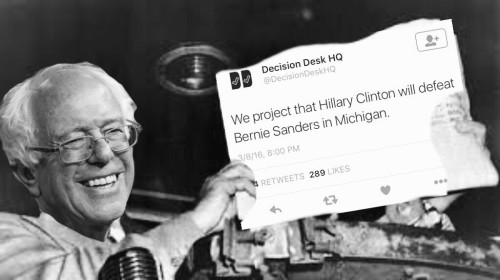 Decision Desk HQ
@DecisionDeskHQ
We project that Hillary Clinton will defeat
Bernie Sanders in Michigan.
3/8/16, 8:00 PM
RETWEETS 289 LIKES